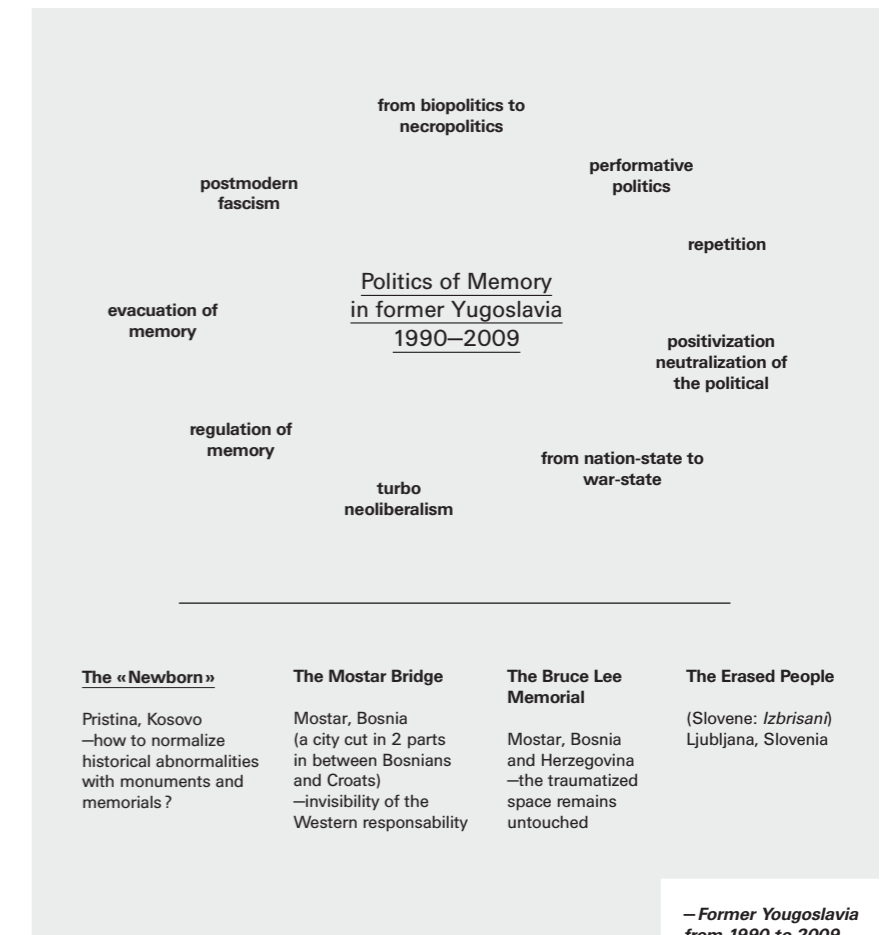 from biopolitics to
necropolitics
performative
politics
postmodern
fascism
repetition
Politics of Memory
in former Yugoslavia
1990—2009
evacuation of
memory
positivization
neutralization of
the political
regulation of
memory
from nation-state to
war-state
turbo
neoliberalism
The «Newborn»
Pristina, Kosovo
—how to normalize
historical abnormalities
with monuments and
memorials?
The Mostar Bridge
Mostar, Bosnia
(a city cut in 2 parts
in between Bosnians
and Croats)
—invisibility of the
Western responsability
The Bruce Lee
Memorial
Mostar, Bosnia
and Herzegovina
—the traumatized
space remains
untouched
The Erased People
(Slovene: Izbrisani)
Ljubljana, Slovenia
—Former Yougoslavia
from 1990 to 2009